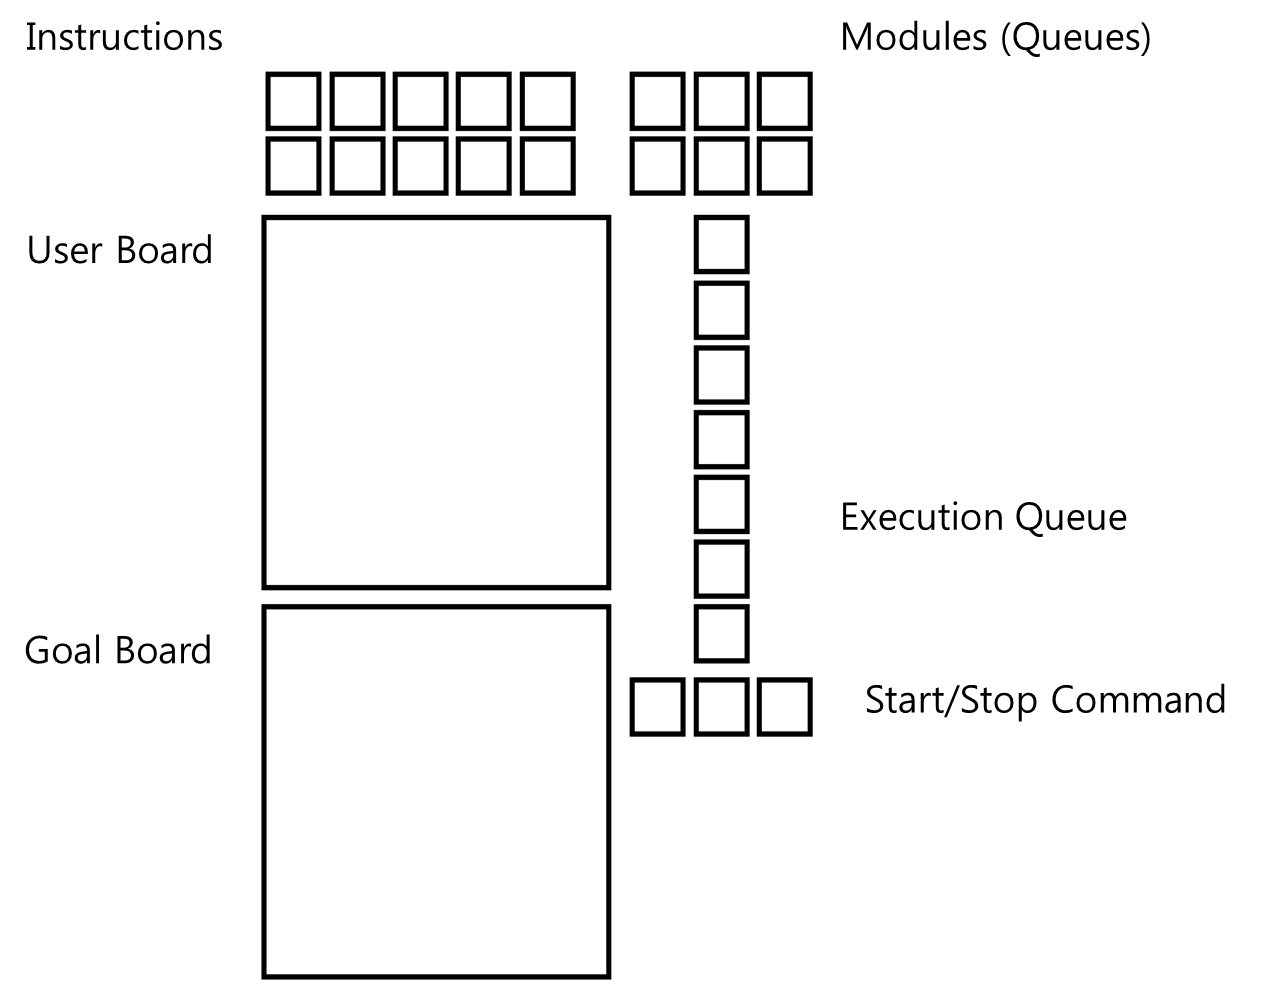 Instructions
Modules (Queues)
User Board
Execution Queue
Goal Board
Start/Stop Command